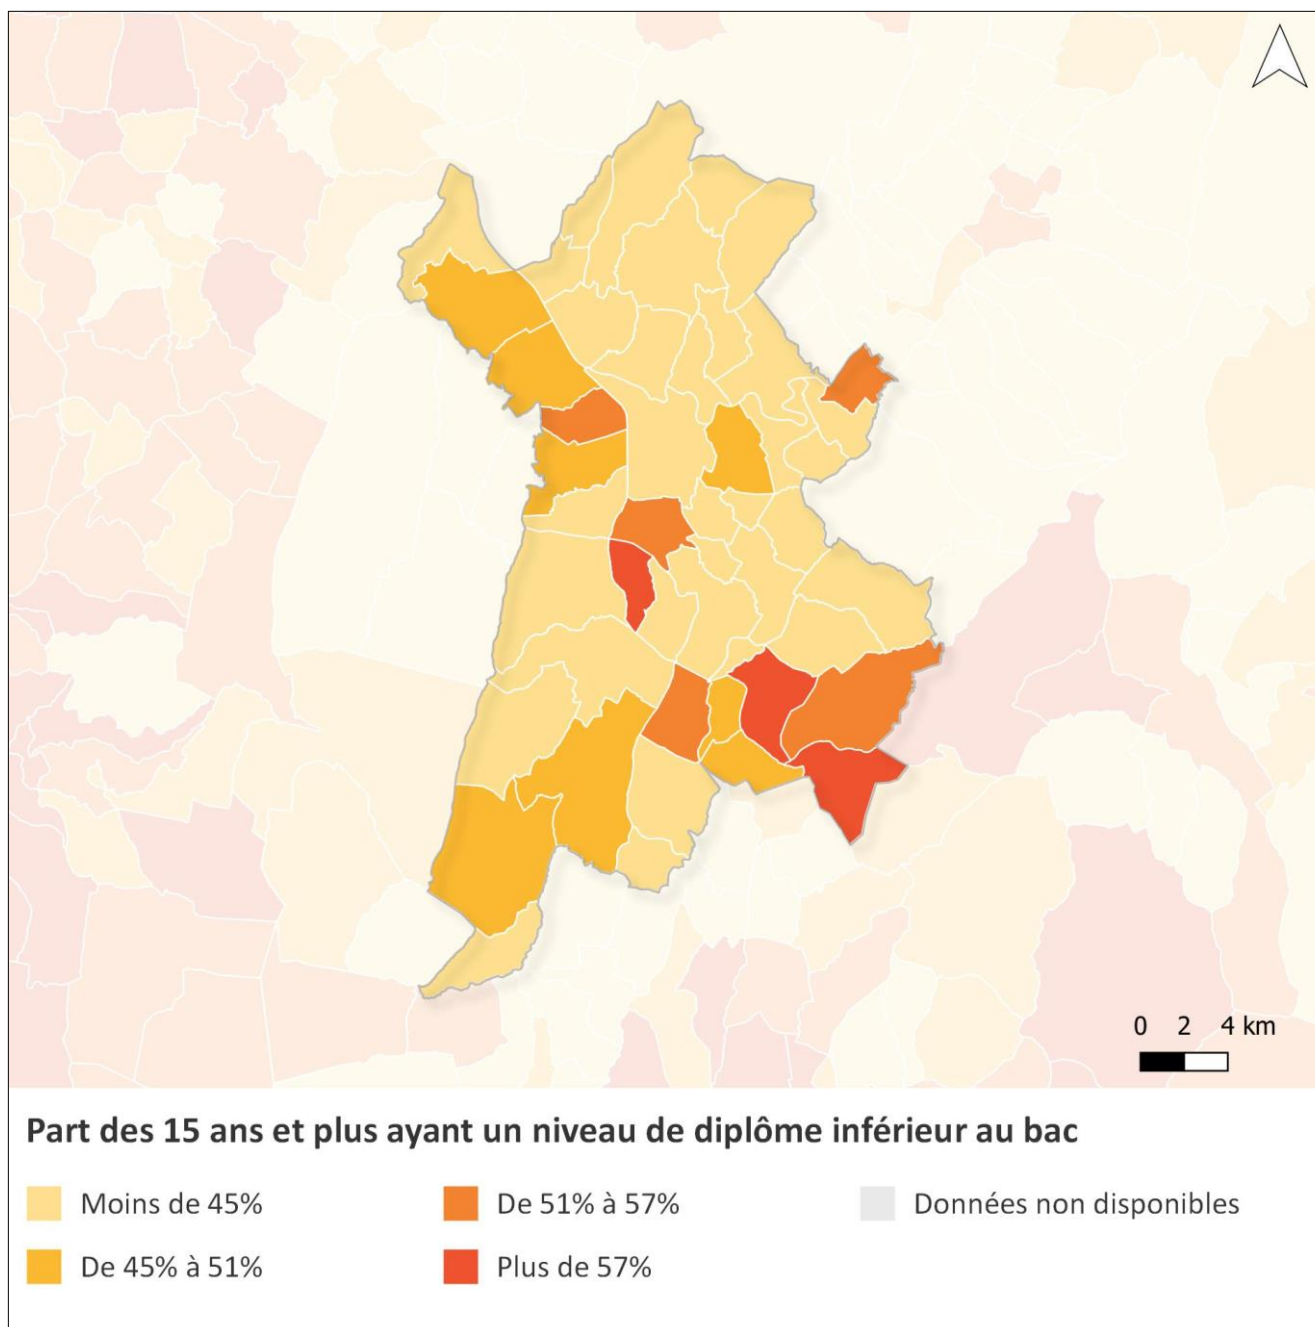 0 2 4 km
Part des 15 ans et plus ayant un niveau de diplôme inférieur au bac
Moins de 45% De 51% à 57% Données non disponibles
De 45% à 51% Plus de 57%